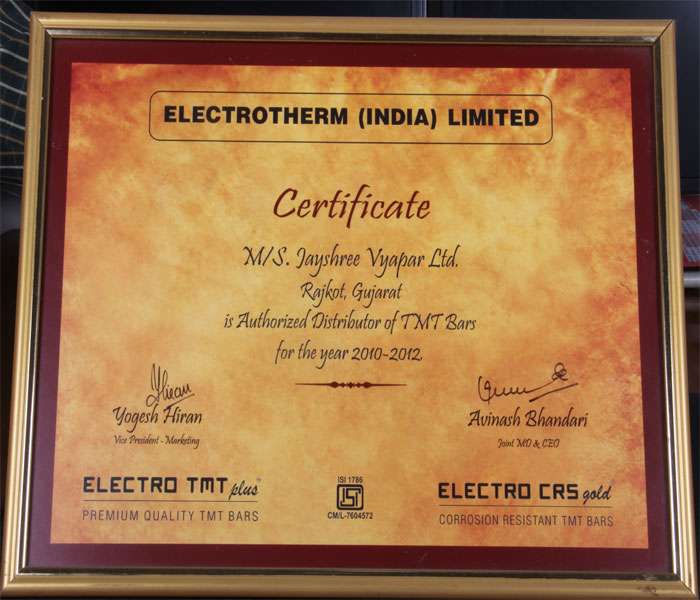 ELECTROTHERM (INDIA) LIMITED
Certificate
M/S. Jayshree Vyapar Ltd.
Rajkot, Gujarat
is Authorized Distributor of TMT Bars
for the year 2010-2012.
Yogesh Hiran
Vice President - Marketing
Avinash Bhandari
Joint MD & CEO
ELECTRO TMT plus
PREMIUM QUALITY TMT BARS
ISI 1786
CM/L-7604572
ELECTRO CRS gold
CORROSION RESISTANT TMT BARS